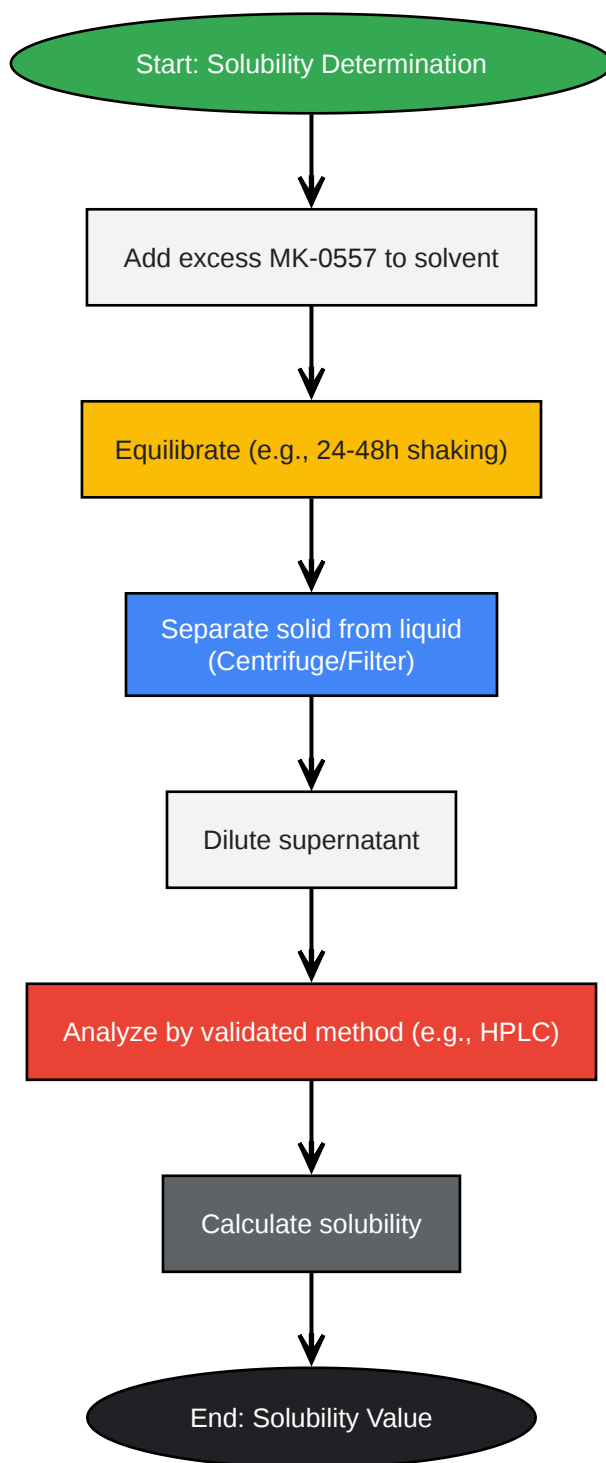 Start: Solubility Determination
Add excess MK-0557 to solvent
Equilibrate (e.g., 24-48h shaking)
Separate solid from liquid
(Centrifuge/Filter)
Dilute supernatant
Analyze by validated method (e.g., HPLC)
Calculate solubility
End: Solubility Value